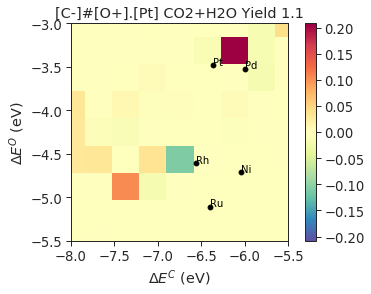 [C-]#[O+].[Pt] CO2+H2O Yield 1.1
−3.0
−3.5
−4.0
−4.5
−5.0
−5.5
ΔE^O (eV)
−8.0 −7.5 −7.0 −6.5 −6.0 −5.5
ΔE^C (eV)
Pt
Pd
Rh
Ni
Ru
0.20
0.15
0.10
0.05
0.00
−0.05
−0.10
−0.15
−0.20